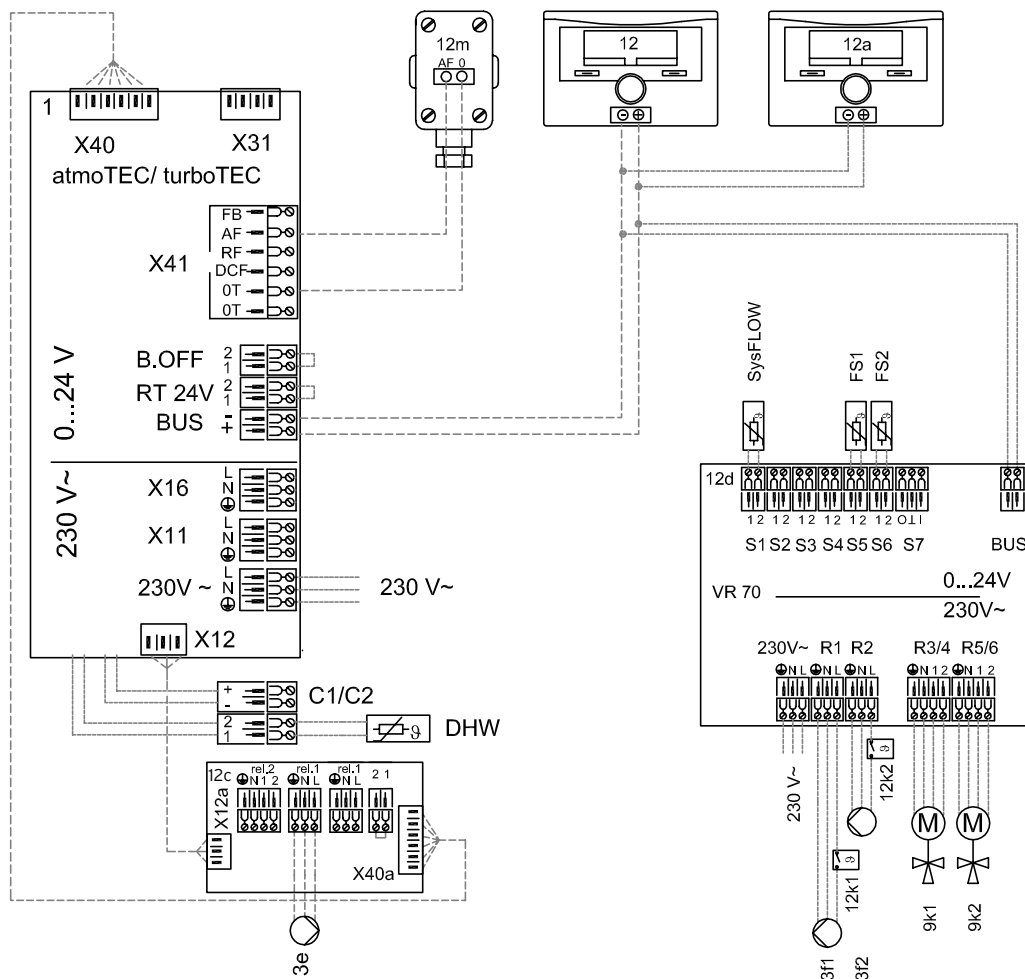 12m
AF 0
12
12a
1
X40
X31
atmoTEC/ turboTEC
X41
FB
AF
RF
DCF
0T
0T
B.OFF
2
1
RT 24V
2
1
BUS
-
+
0...24 V
230 V~
X16
L
N
X11
L
N
230V ~
L
N
230 V~
X12
+
-
C1/C2
2
1
DHW
12c
X12a
rel.2
N 1 2
rel.1
N L
rel.1
N L
2 1
X40a
3e
SysFLOW
FS1
FS2
12d
1 2
1 2
1 2
1 2
1 2
1 2
O T I
S1 S2 S3 S4 S5 S6 S7
BUS
VR 70
0...24V
230V~
230V~ R1 R2 R3/4 R5/6
N L
N L
N L
N 1 2
N 1 2
230 V~
12k1
12k2
3f1
3f2
M
M
9k1
9k2